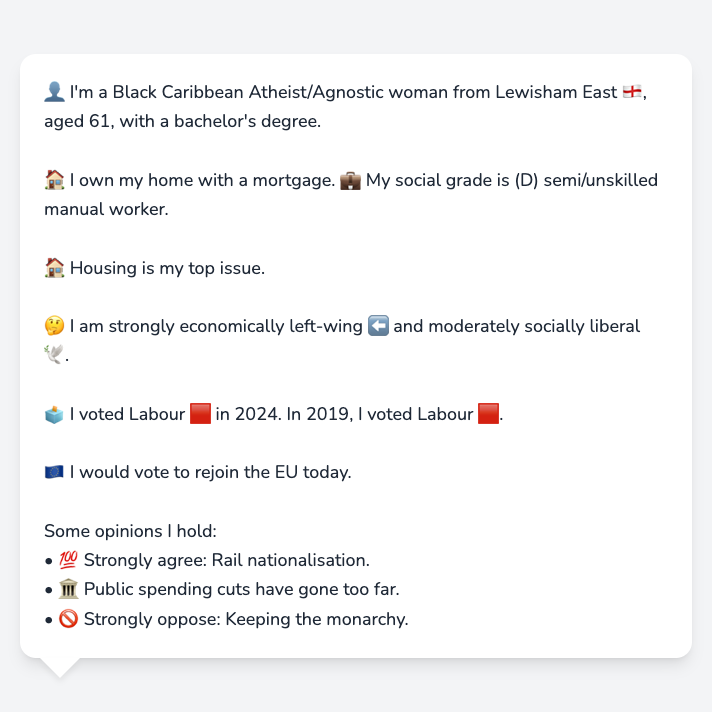 👤 I'm a Black Caribbean Atheist/Agnostic woman from Lewisham East 🏴󠁧󠁢󠁥󠁮󠁧󠁿,
aged 61, with a bachelor's degree.
🏠 I own my home with a mortgage. 💼 My social grade is (D) semi/unskilled
manual worker.
🏠 Housing is my top issue.
🤔 I am strongly economically left-wing ⬅️ and moderately socially liberal
🕊️.
🗳️ I voted Labour 🟥 in 2024. In 2019, I voted Labour 🟥.
🇪🇺 I would vote to rejoin the EU today.
Some opinions I hold:
• 💯 Strongly agree: Rail nationalisation.
• 🏛️ Public spending cuts have gone too far.
• 🚫 Strongly oppose: Keeping the monarchy.